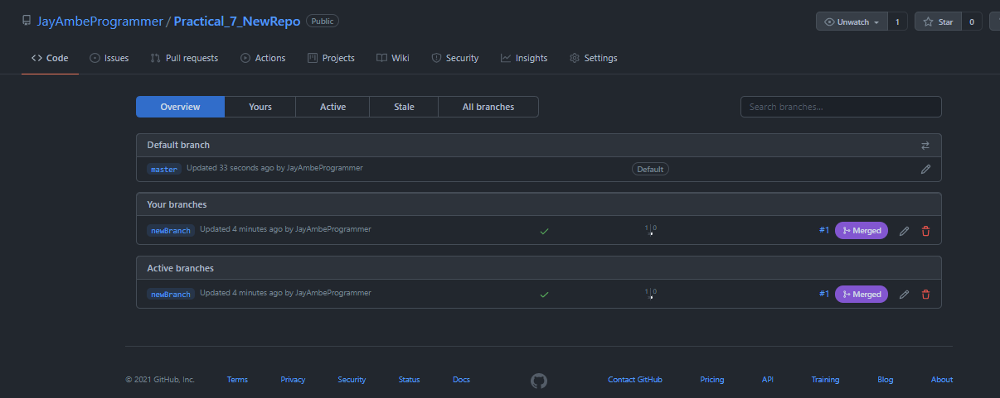 JayAmbeProgrammer / Practical_7_NewRepo Public
Unwatch 1 Star 0
Code Issues Pull requests Actions Projects Wiki Security Insights Settings
Overview Yours Active Stale All branches Search branches...
Default branch
master Updated 33 seconds ago by JayAmbeProgrammer Default
Your branches
newBranch Updated 4 minutes ago by JayAmbeProgrammer 1 | 0 #1 Merged
Active branches
newBranch Updated 4 minutes ago by JayAmbeProgrammer 1 | 0 #1 Merged
© 2021 GitHub, Inc. Terms Privacy Security Status Docs Contact GitHub Pricing API Training Blog About